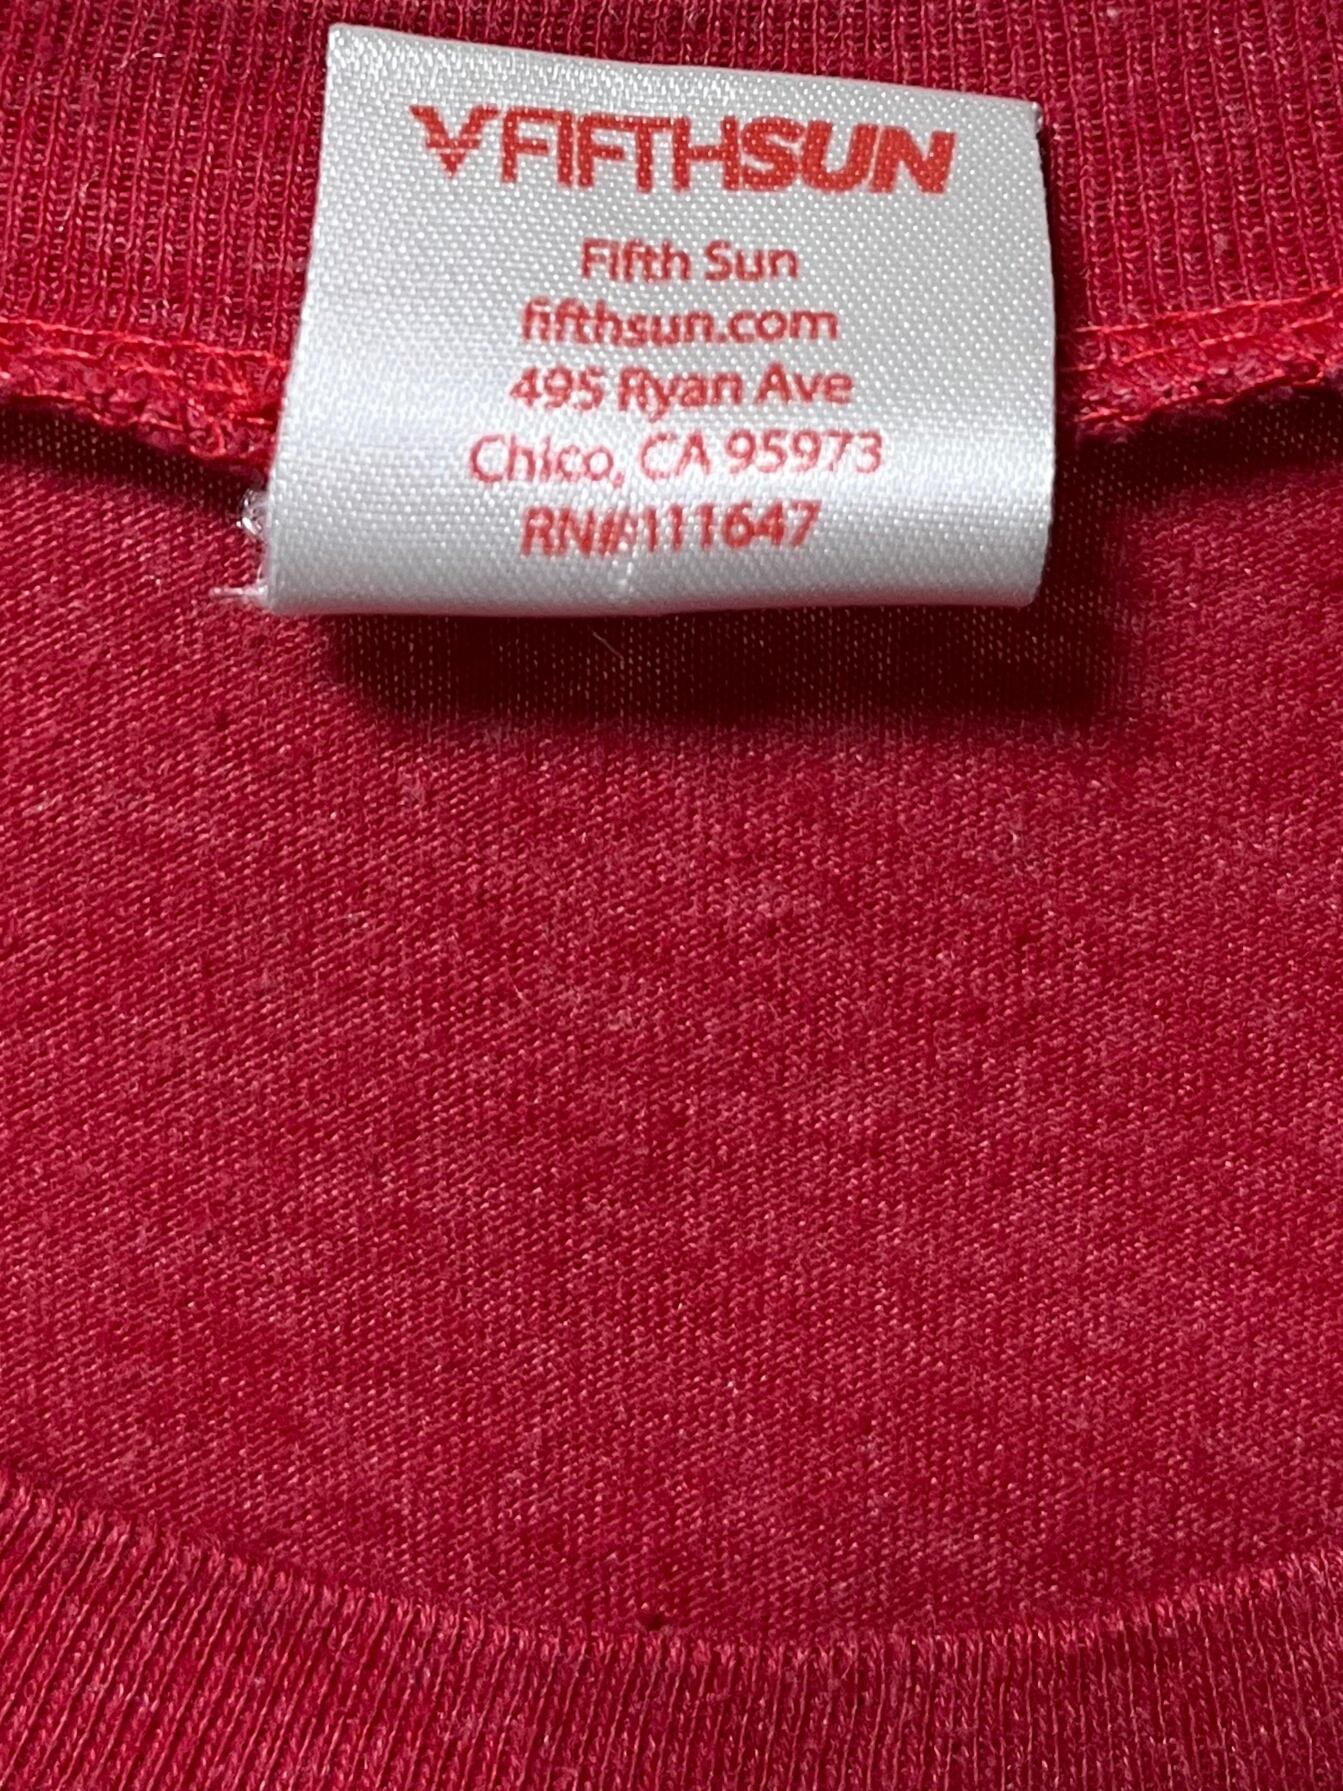 FIFTHSUN
Fifth Sun
fifthsun.com
495 Ryan Ave
Chico, CA 95973
RN#111647